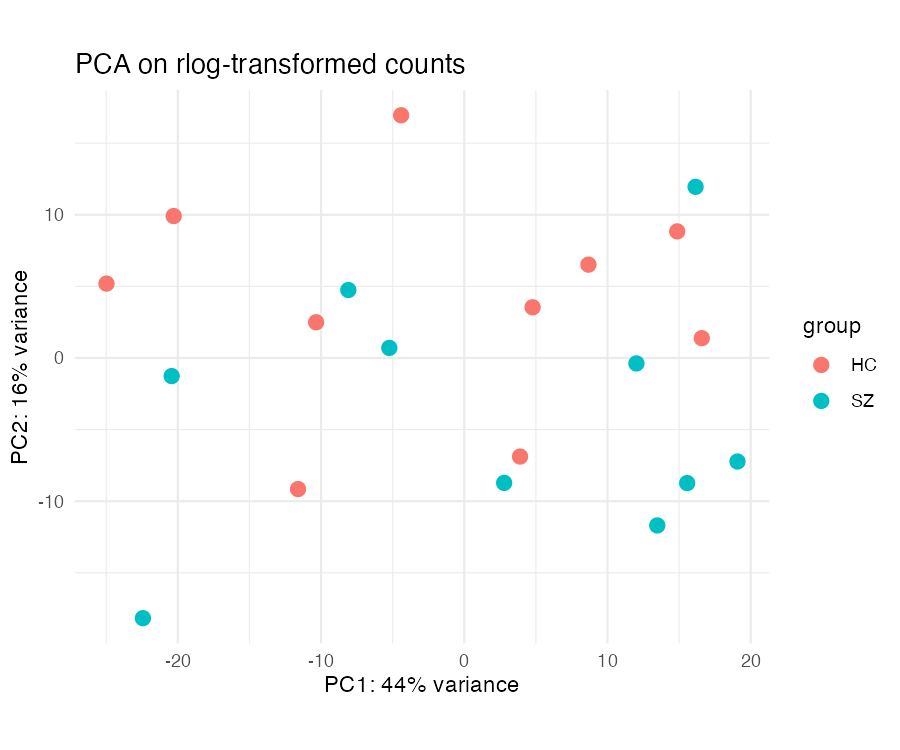 PCA on rlog-transformed counts
10
0
-10
PC2: 16% variance
-20
-10
0
10
20
PC1: 44% variance
group
HC
SZ